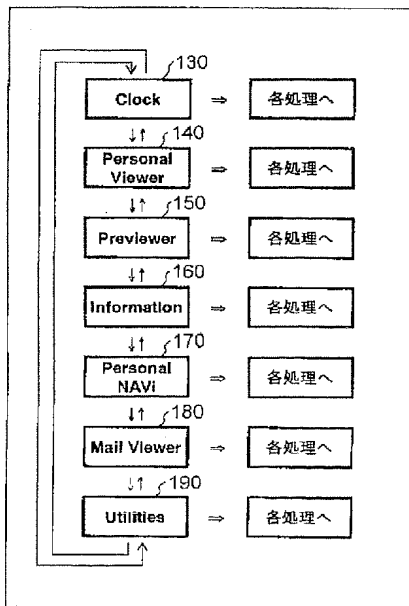 130
Clock ⇒ 各処理へ
↓↑ 140
Personal
Viewer ⇒ 各処理へ
↓↑ 150
Previewer ⇒ 各処理へ
↓↑ 160
Information ⇒ 各処理へ
↓↑ 170
Personal
NAVi ⇒ 各処理へ
↓↑ 180
Mail Viewer ⇒ 各処理へ
↓↑ 190
Utilities ⇒ 各処理へ